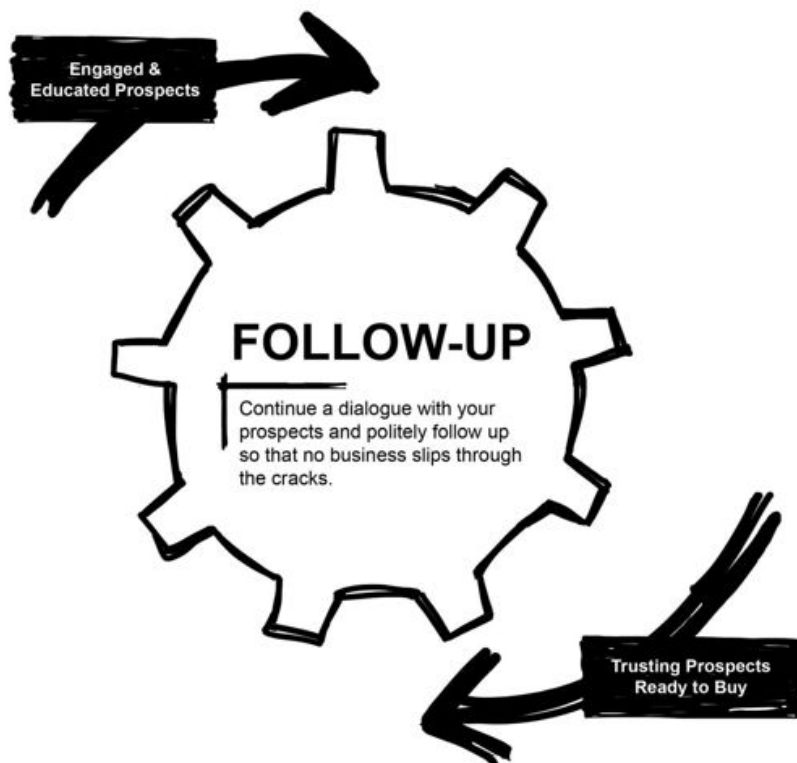 Engaged &
Educated Prospects
FOLLOW-UP
Continue a dialogue with your
prospects and politely follow up
so that no business slips through
the cracks.
Trusting Prospects
Ready to Buy